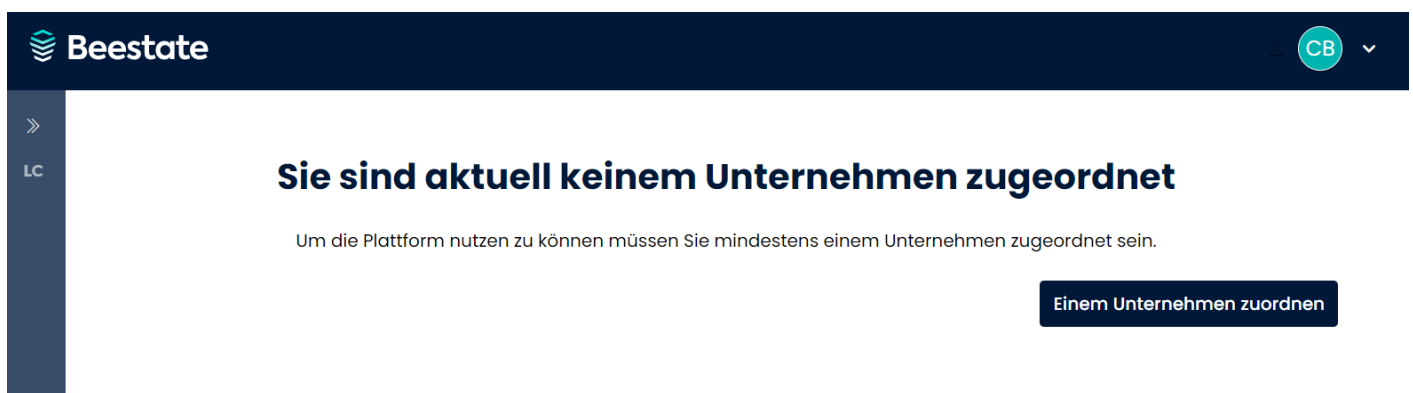 Beestate
CB
LC
Sie sind aktuell keinem Unternehmen zugeordnet
Um die Plattform nutzen zu können müssen Sie mindestens einem Unternehmen zugeordnet sein.
Einem Unternehmen zuordnen